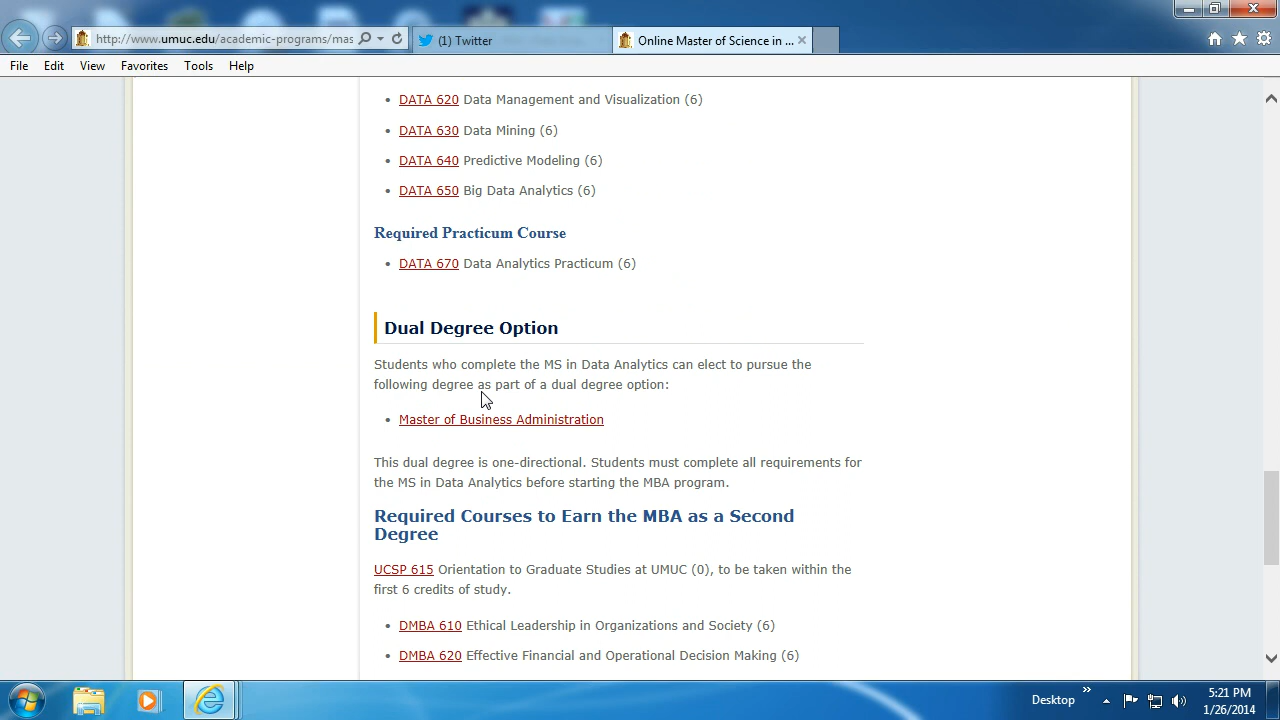 http://www.umuc.edu/academic-programs/mas
(1) Twitter
Online Master of Science in ...
File Edit View Favorites Tools Help
• DATA 620 Data Management and Visualization (6)
• DATA 630 Data Mining (6)
• DATA 640 Predictive Modeling (6)
• DATA 650 Big Data Analytics (6)
Required Practicum Course
• DATA 670 Data Analytics Practicum (6)
Dual Degree Option
Students who complete the MS in Data Analytics can elect to pursue the
following degree as part of a dual degree option:
• Master of Business Administration
This dual degree is one-directional. Students must complete all requirements for
the MS in Data Analytics before starting the MBA program.
Required Courses to Earn the MBA as a Second
Degree
UCSP 615 Orientation to Graduate Studies at UMUC (0), to be taken within the
first 6 credits of study.
• DMBA 610 Ethical Leadership in Organizations and Society (6)
• DMBA 620 Effective Financial and Operational Decision Making (6)
Desktop
5:21 PM
1/26/2014